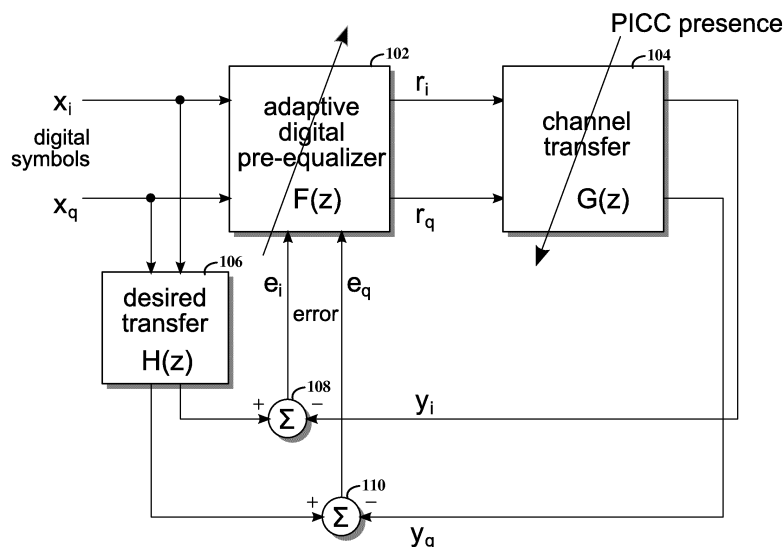 PICC presence
102
104
xi
digital
symbols
xq
adaptive
digital
pre-equalizer
F(z)
ri
rq
channel
transfer
G(z)
106
desired
transfer
H(z)
ei
error
eq
108
+
−
Σ
yi
110
+
−
Σ
yq